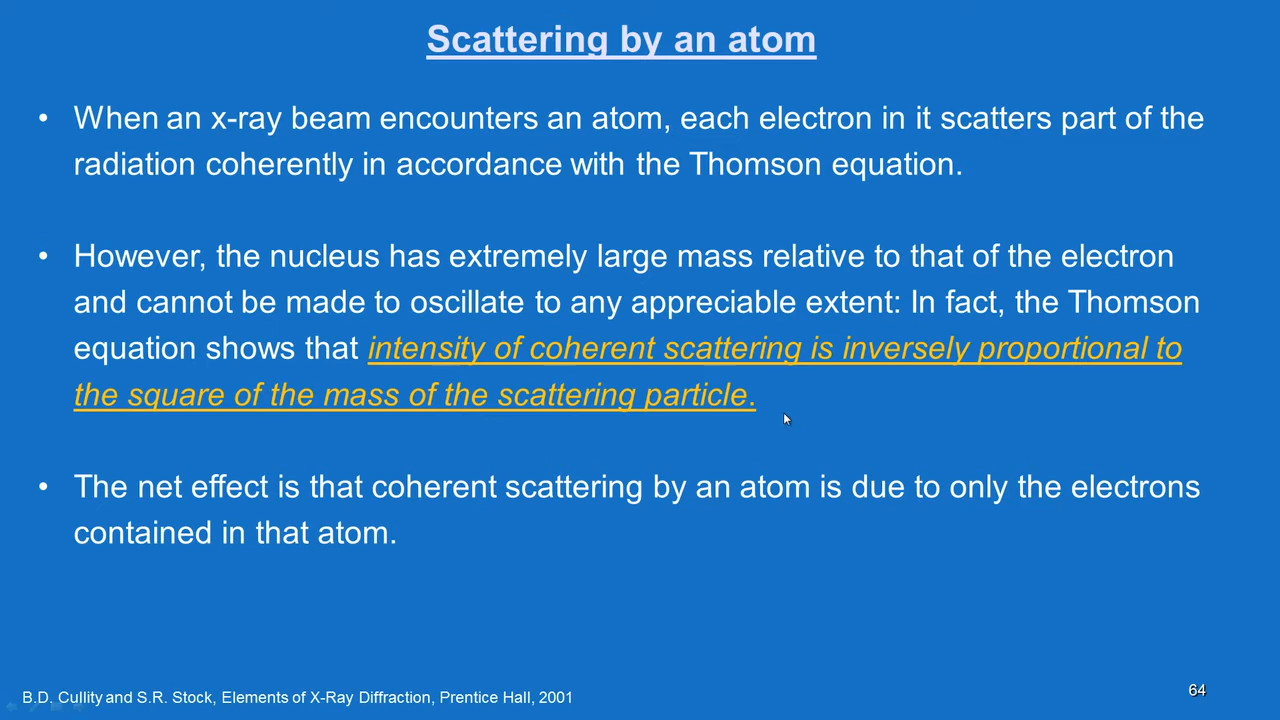 Scattering by an atom
• When an x-ray beam encounters an atom, each electron in it scatters part of the
radiation coherently in accordance with the Thomson equation.
• However, the nucleus has extremely large mass relative to that of the electron
and cannot be made to oscillate to any appreciable extent: In fact, the Thomson
equation shows that intensity of coherent scattering is inversely proportional to
the square of the mass of the scattering particle.
• The net effect is that coherent scattering by an atom is due to only the electrons
contained in that atom.
B.D. Cullity and S.R. Stock, Elements of X-Ray Diffraction, Prentice Hall, 2001
64